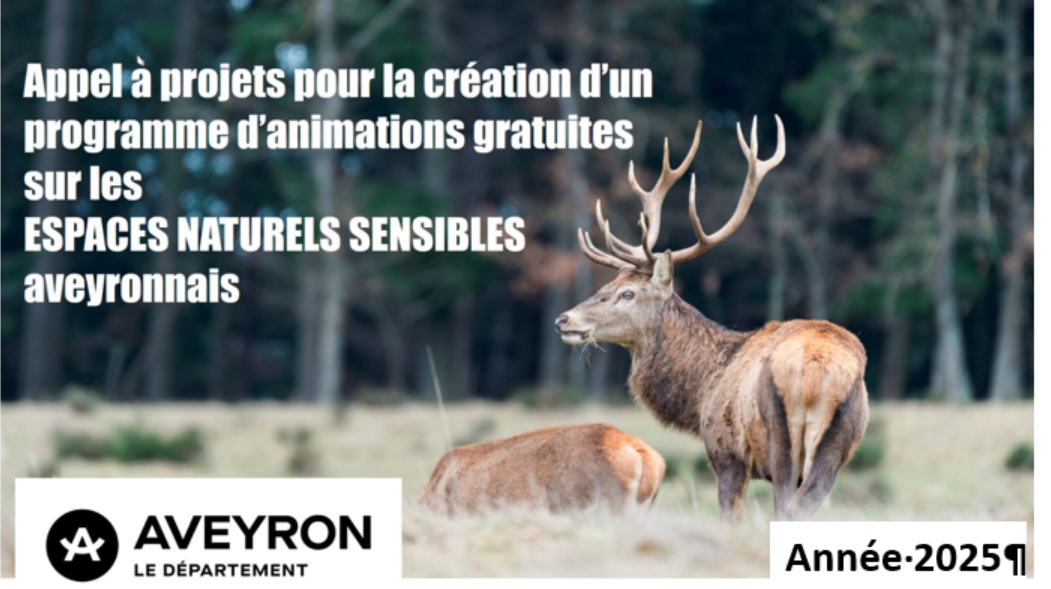 Appel à projets pour la création d’un
programme d’animations gratuites
sur les
ESPACES NATURELS SENSIBLES
aveyronnais
AVEYRON
LE DÉPARTEMENT
Année·2025¶